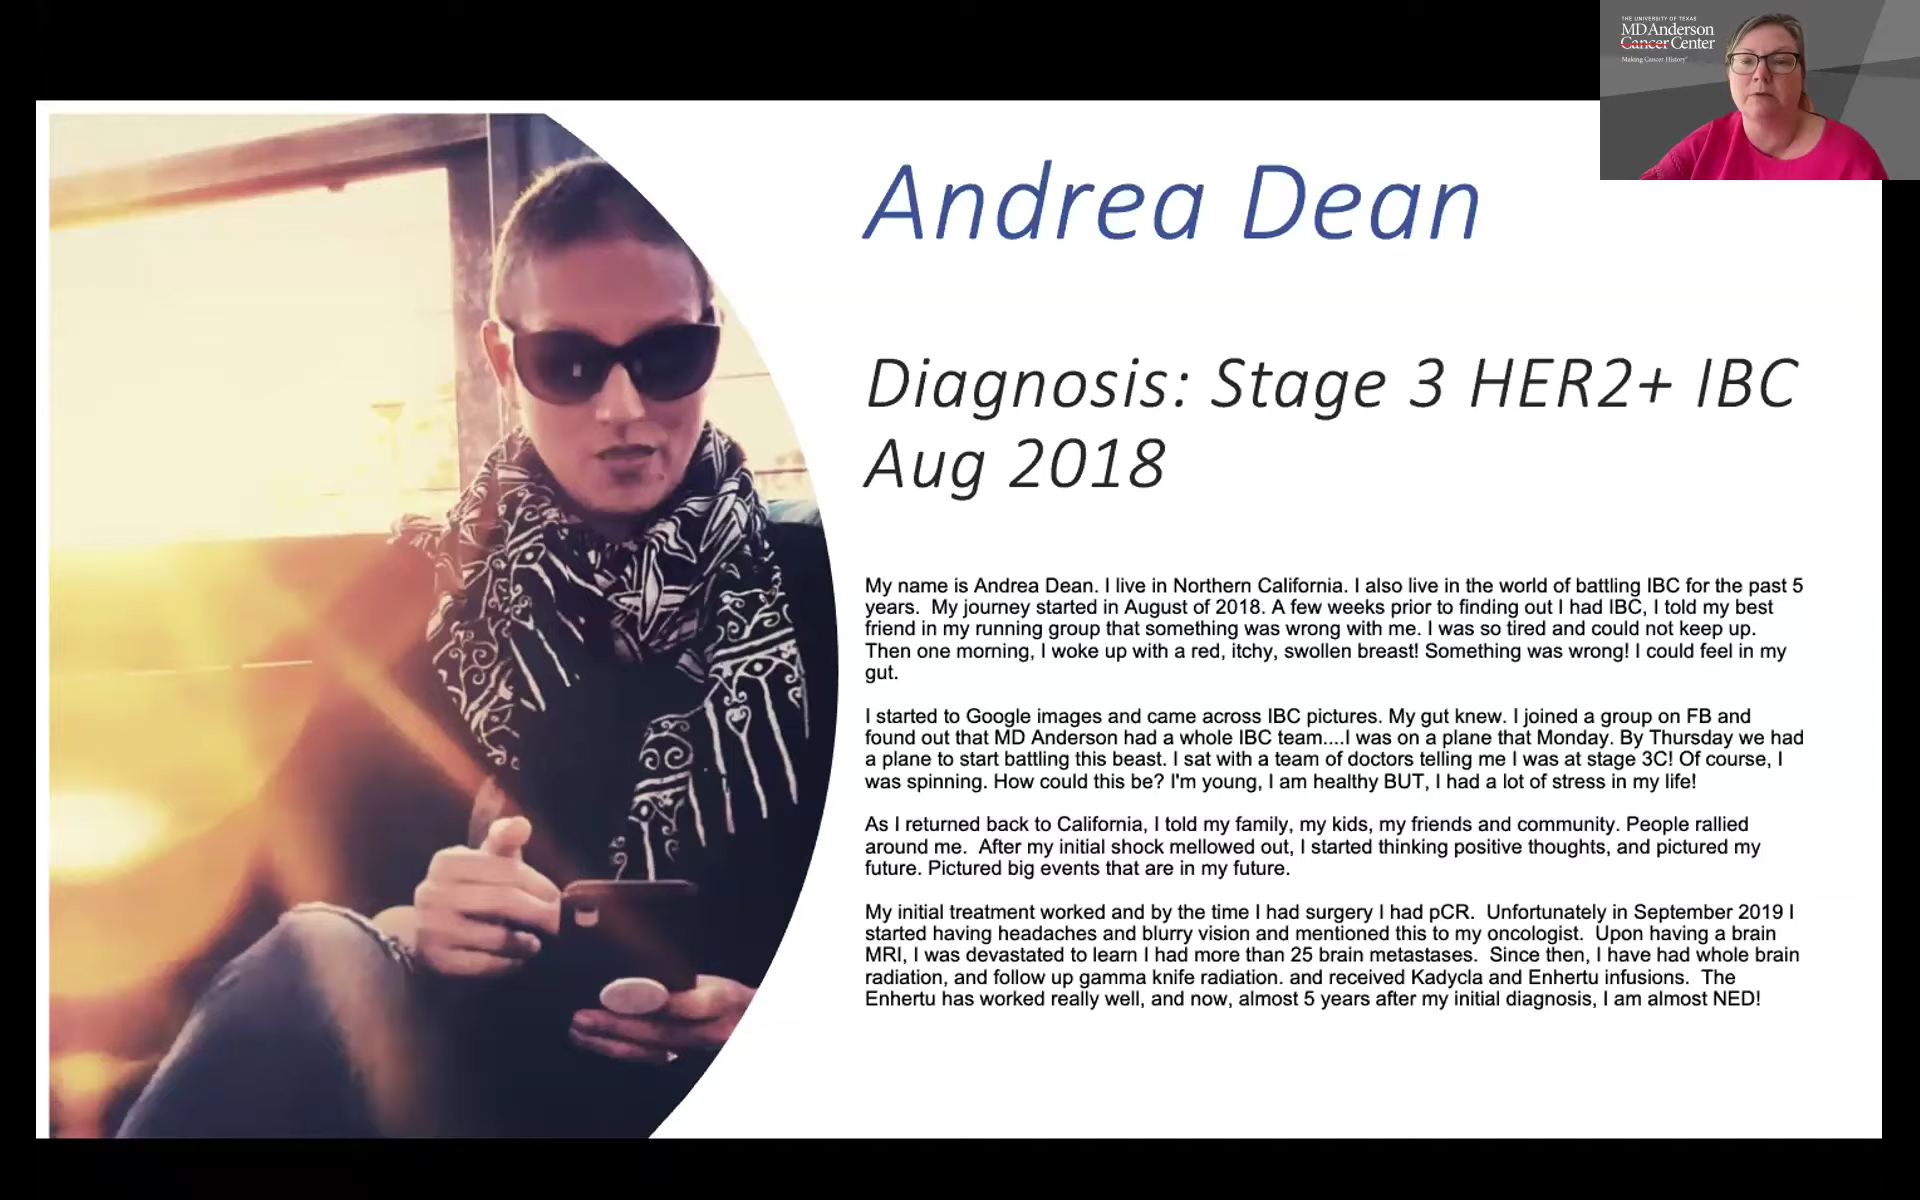 THE UNIVERSITY OF TEXAS
MD Anderson
Cancer Center
Making Cancer History®
Andrea Dean
Diagnosis: Stage 3 HER2+ IBC
Aug 2018
My name is Andrea Dean. I live in Northern California. I also live in the world of battling IBC for the past 5
years.  My journey started in August of 2018. A few weeks prior to finding out I had IBC, I told my best
friend in my running group that something was wrong with me. I was so tired and could not keep up.
Then one morning, I woke up with a red, itchy, swollen breast! Something was wrong! I could feel in my
gut.
I started to Google images and came across IBC pictures. My gut knew. I joined a group on FB and
found out that MD Anderson had a whole IBC team....I was on a plane that Monday. By Thursday we had
a plane to start battling this beast. I sat with a team of doctors telling me I was at stage 3C! Of course, I
was spinning. How could this be? I'm young, I am healthy BUT, I had a lot of stress in my life!
As I returned back to California, I told my family, my kids, my friends and community. People rallied
around me.  After my initial shock mellowed out, I started thinking positive thoughts, and pictured my
future. Pictured big events that are in my future.
My initial treatment worked and by the time I had surgery I had pCR.  Unfortunately in September 2019 I
started having headaches and blurry vision and mentioned this to my oncologist.  Upon having a brain
MRI, I was devastated to learn I had more than 25 brain metastases.  Since then, I have had whole brain
radiation, and follow up gamma knife radiation. and received Kadycla and Enhertu infusions.  The
Enhertu has worked really well, and now, almost 5 years after my initial diagnosis, I am almost NED!